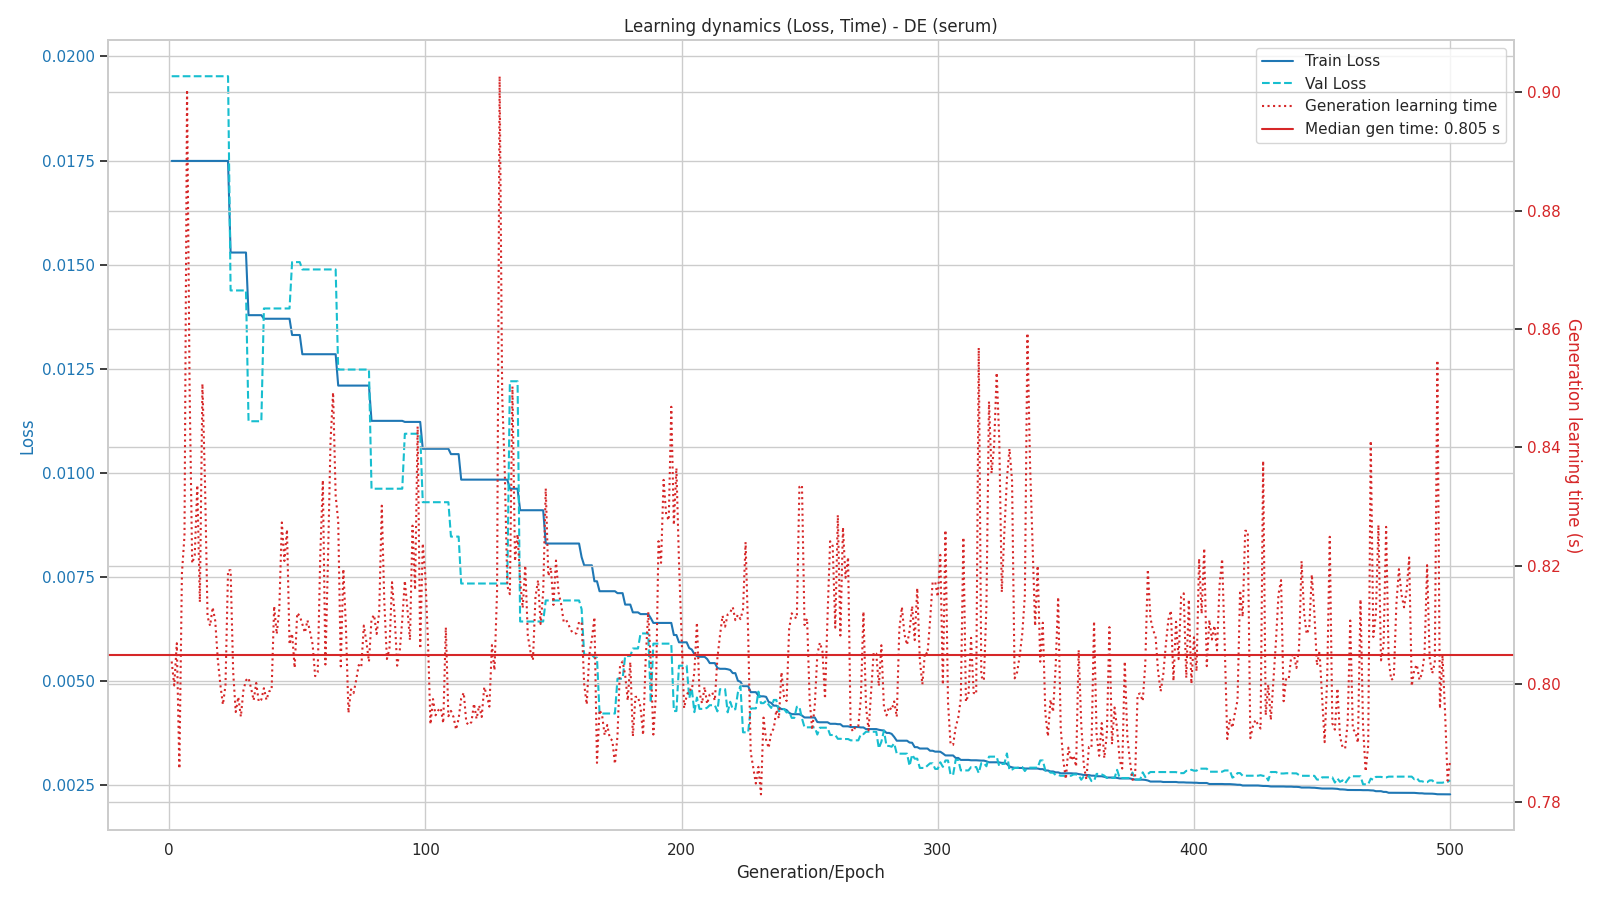 Learning dynamics (Loss, Time) - DE (serum)
Train Loss
Val Loss
Generation learning time
Median gen time: 0.805 s
Loss
0.0200
0.0175
0.0150
0.0125
0.0100
0.0075
0.0050
0.0025
0.90
0.88
0.86
0.84
0.82
0.80
0.78
Generation learning time (s)
0 100 200 300 400 500
Generation/Epoch